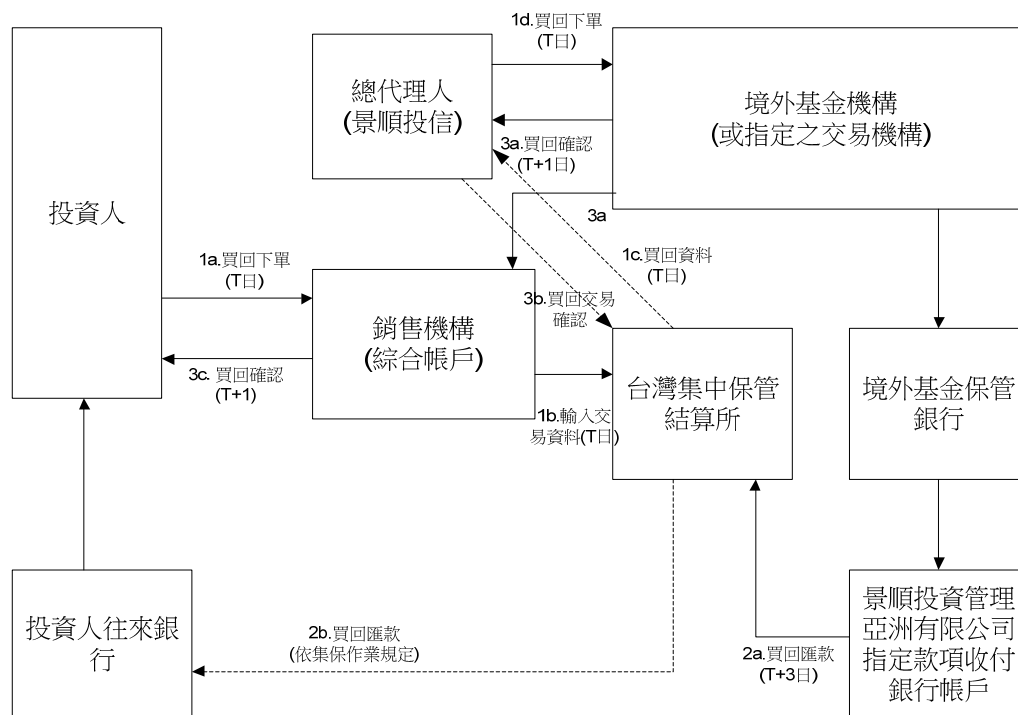 1d.買回下單
(T日)
總代理人
(景順投信)
境外基金機構
(或指定之交易機構)
3a.買回確認
(T+1日)
投資人
3a
1a.買回下單
(T日)
1c.買回資料
(T日)
銷售機構
(綜合帳戶)
3b.買回交易
確認
3c. 買回確認
(T+1)
1b.輸入交
易資料(T日)
台灣集中保管
結算所
境外基金保管
銀行
投資人往來銀
行
2b.買回匯款
(依集保作業規定)
2a.買回匯款
(T+3日)
景順投資管理
亞洲有限公司
指定款項收付
銀行帳戶